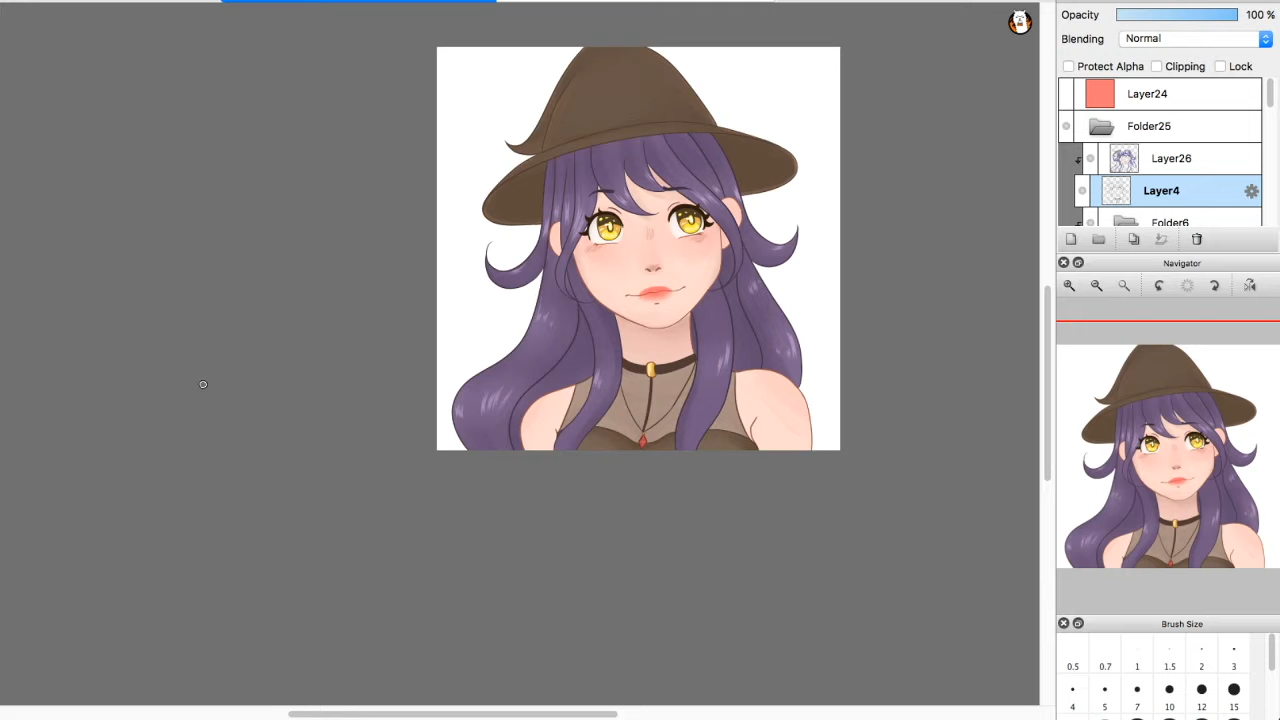 Opacity 100 %
Blending Normal
Protect Alpha Clipping Lock
Layer24
Folder25
Layer26
Layer4
Folder6
Navigator
Brush Size
0.5 0.7 1 1.5 2 3
4 5 7 10 12 15